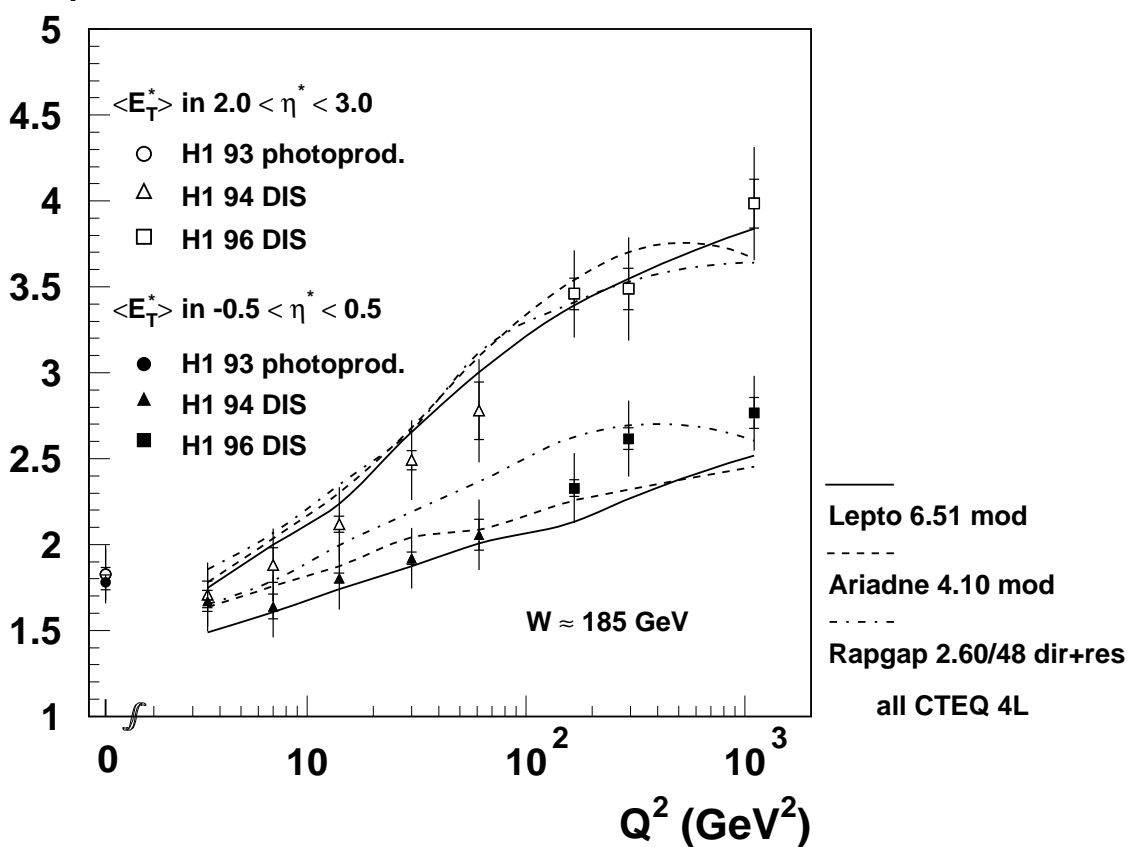 5
4.5
4
3.5
3
2.5
2
1.5
1
<E*T> in 2.0 < η* < 3.0
H1 93 photoprod.
H1 94 DIS
H1 96 DIS
<E*T> in -0.5 < η* < 0.5
H1 93 photoprod.
H1 94 DIS
H1 96 DIS
W ≈ 185 GeV
Lepto 6.51 mod
Ariadne 4.10 mod
Rapgap 2.60/48 dir+res
all CTEQ 4L
0 10 10² 10³
Q² (GeV²)